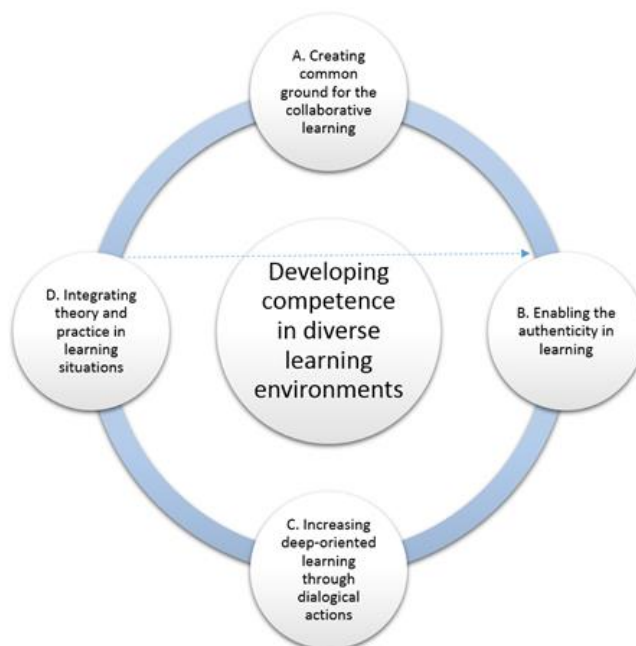 A. Creating
common
ground for the
collaborative
learning
Developing
competence
in diverse
learning
environments
D. Integrating
theory and
practice in
learning
situations
B. Enabling the
authenticity in
learning
C. Increasing
deep-oriented
learning
through
dialogical
actions